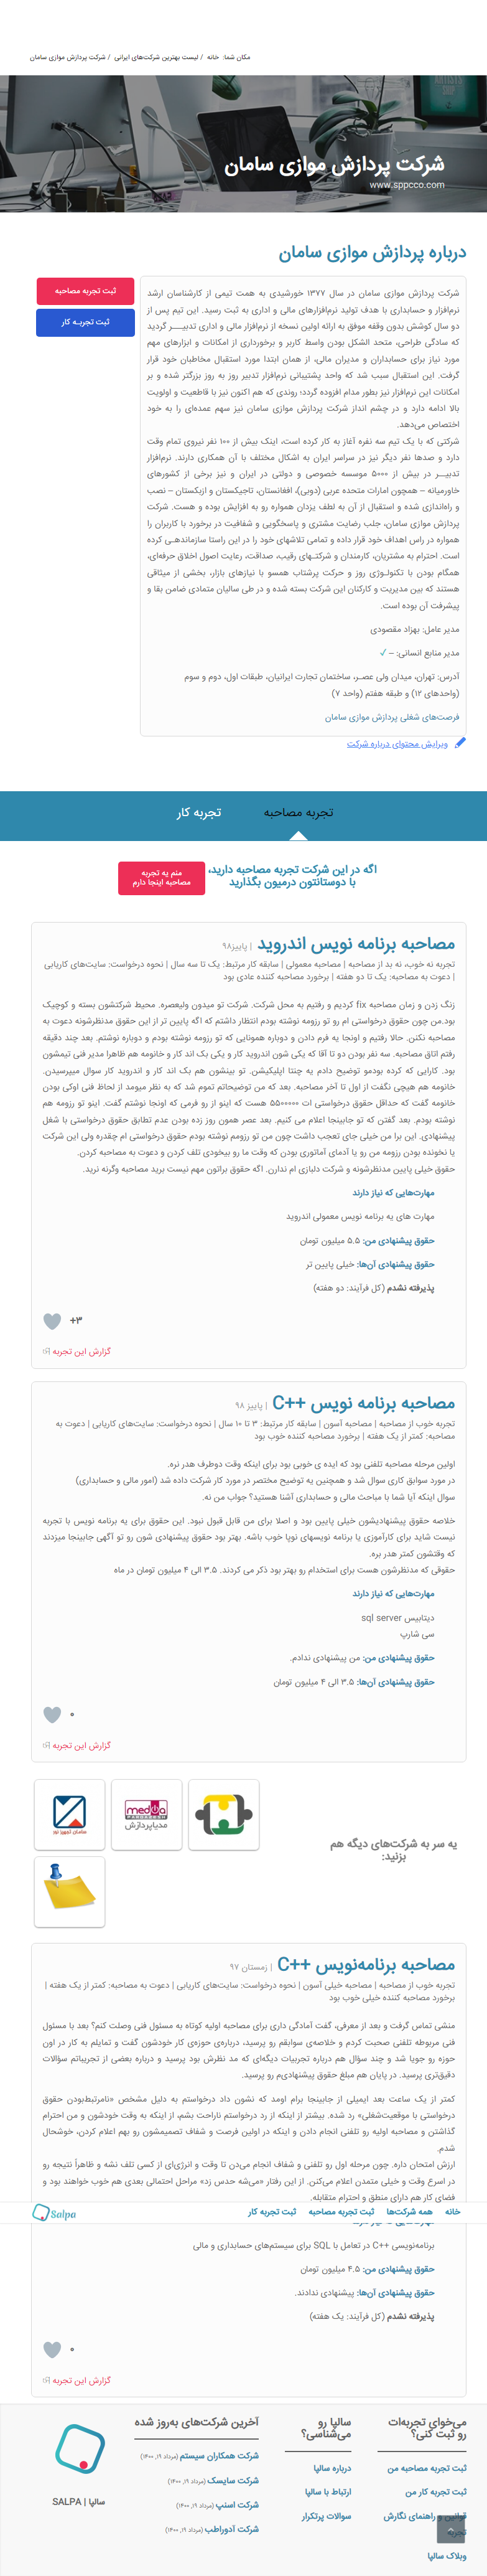 مکان شما: خانه / لیست بهترین شرکت‌های ایرانی / شرکت پردازش موازی سامان
شرکت پردازش موازی سامان
www.sppcco.com
درباره پردازش موازی سامان
ثبت تجربه مصاحبه
ثبت تجربـه کار
شرکت پردازش موازی سامان در سال ۱۳۷۷ خورشیدی به همت تیمی از کارشناسان ارشد
نرم‌افزار و حسابداری با هدف تولید نرم‌افزارهای مالی و اداری به ثبت رسید. این تیم پس از
دو سال کوشش بدون وقفه موفق به ارائه اولین نسخه از نرم‌افزار مالی و اداری تدبیـــر گردید
که سادگی طراحی، متحد الشکل بودن واسط کاربر و برخورداری از امکانات و ابزارهای مهم
مورد نیاز برای حسابداران و مدیران مالی، از همان ابتدا مورد استقبال مخاطبان خود قرار
گرفت. این استقبال سبب شد که واحد پشتیبانی نرم‌افزار تدبیر روز به روز بزرگتر شده و بر
امکانات این نرم‌افزار نیز بطور مدام افزوده گردد؛ روندی که هم اکنون نیز با قاطعیت و اولویت
بالا ادامه دارد و در چشم انداز شرکت پردازش موازی سامان نیز سهم عمده‌ای را به خود
اختصاص می‌دهد.
شرکتی که با یک تیم سه نفره آغاز به کار کرده است، اینک بیش از ۱۰۰ نفر نیروی تمام وقت
دارد و صدها نفر دیگر نیز در سراسر ایران به اشکال مختلف با آن همکاری دارند. نرم‌افزار
تدبیــر در بیش از ۵۰۰۰ موسسه خصوصی و دولتی در ایران و نیز برخی از کشورهای
خاورمیانه – همچون امارات متحده عربی (دوبی)، افغانستان، تاجیکستان و ازبکستان – نصب
و راه‌اندازی شده و استقبال از آن به لطف یزدان همواره رو به افزایش بوده و هست. شرکت
پردازش موازی سامان، جلب رضایت مشتری و پاسخگویی و شفافیت در برخورد با کاربران را
همواره در راس اهداف خود قرار داده و تمامی تلاشهای خود را در این راستا سازماندهـی کرده
است. احترام به مشتریان، کارمندان و شرکت‌های رقیب، صداقت، رعایت اصول اخلاق حرفه‌ای،
همگام بودن با تکنولـوژی روز و حرکت پرشتاب همسو با نیازهای بازار، بخشی از میثاقی
هستند که بین مدیریت و کارکنان این شرکت بسته شده و در طی سالیان متمادی ضامن بقا و
پیشرفت آن بوده است.
مدیر عامل: بهزاد مقصودی
مدیر منابع انسانی: – √
آدرس: تهران، میدان ولی عصـر، ساختمان تجارت ایرانیان، طبقات اول، دوم و سوم
(واحدهای ۱۲) و طبقه هفتم (واحد ۷)
فرصت‌های شغلی پردازش موازی سامان
ویرایش محتوای درباره شرکت
تجربه مصاحبه
تجربه کار
اگه در این شرکت تجربه مصاحبه دارید،
با دوستانتون درمیون بگذارید
منم یه تجربه
مصاحبه اینجا دارم
مصاحبه برنامه نویس اندروید | پاییز۹۸
تجربه نه خوب، نه بد از مصاحبه | مصاحبه معمولی | سابقه کار مرتبط: یک تا سه سال | نحوه درخواست: سایت‌های کاریابی
| دعوت به مصاحبه: یک تا دو هفته | برخورد مصاحبه کننده عادی بود
زنگ زدن و زمان مصاحبه fix کردیم و رفتیم به محل شرکت. شرکت تو میدون ولیعصره. محیط شرکتشون بسته و کوچیک
بود.من چون حقوق درخواستی ام رو تو رزومه نوشته بودم انتظار داشتم که اگه پایین تر از این حقوق مدنظرشونه دعوت به
مصاحبه نکنن. حالا رفتیم و اونجا یه فرم دادن و دوباره همونایی که تو رزومه نوشته بودم و دوباره نوشتم. بعد چند دقیقه
رفتم اتاق مصاحبه. سه نفر بودن دو تا آقا که یکی شون اندروید کار و یکی بک اند کار و خانومه هم ظاهرا مدیر فنی تیمشون
بود. کارایی که کرده بودمو توضیح دادم یه چنتا اپلیکیشن. تو بینشون هم بک اند کار و اندروید کار سوال میپرسیدن.
خانومه هم هیچی نگفت از اول تا آخر مصاحبه. بعد که من توضیحاتم تموم شد که به نظر میومد از لحاظ فنی اوکی بودن
خانومه گفت که حداقل حقوق درخواستی ات ۵۵۰۰۰۰۰ هست که اینو از رو فرمی که اونجا نوشتم گفت. اینو تو رزومه هم
نوشته بودم. بعد گفتن که تو جابینجا اعلام می کنیم. بعد عصر همون روز زده بودن عدم تطابق حقوق درخواستی با شغل
پیشنهادی. این برا من خیلی جای تعجب داشت چون من تو رزومم نوشته بودم حقوق درخواستی ام چقدره ولی این شرکت
یا نخونده بودن رزومه من رو یا آدمای آماتوری بودن که وقت ما رو بیخودی تلف کردن و دعوت به مصاحبه کردن.
حقوق خیلی پایین مدنظرشونه و شرکت دلبازی ام ندارن. اگه حقوق براتون مهم نیست برید مصاحبه وگرنه نرید.
مهارت‌هایی که نیاز دارند
مهارت های یه برنامه نویس معمولی اندروید
حقوق پیشنهادی من: ۵.۵ میلیون تومان
حقوق پیشنهادی آن‌ها: خیلی پایین تر
پذیرفته نشدم (کل فرآیند: دو هفته)
+۳
گزارش این تجربه
مصاحبه برنامه نویس C++ | پاییز ۹۸
تجربه خوب از مصاحبه | مصاحبه آسون | سابقه کار مرتبط: ۳ تا ۱۰ سال | نحوه درخواست: سایت‌های کاریابی | دعوت به
مصاحبه: کمتر از یک هفته | برخورد مصاحبه کننده خوب بود
اولین مرحله مصاحبه تلفنی بود که ایده ی خوبی بود برای اینکه وقت دوطرف هدر نره.
در مورد سوابق کاری سوال شد و همچنین یه توضیح مختصر در مورد کار شرکت داده شد (امور مالی و حسابداری)
سوال اینکه آیا شما با مباحث مالی و حسابداری آشنا هستید؟ جواب من نه.
خلاصه حقوق پیشنهادیشون خیلی پایین بود و اصلا برای من قابل قبول نبود. این حقوق برای یه برنامه نویس با تجربه
نیست شاید برای کارآموزی یا برنامه نویسهای نوپا خوب باشه. بهتر بود حقوق پیشنهادی شون رو تو آگهی جابینجا میزدند
که وقتشون کمتر هدر بره.
حقوقی که مدنظرشون هست برای استخدام رو بهتر بود ذکر می کردند. ۳.۵ الی ۴ میلیون تومان در ماه
مهارت‌هایی که نیاز دارند
دیتابیس sql server
سی شارپ
حقوق پیشنهادی من: من پیشنهادی ندادم.
حقوق پیشنهادی آن‌ها: ۳.۵ الی ۴ میلیون تومان
۰
گزارش این تجربه
یه سر به شرکت‌های دیگه هم
بزنید:
medya
PARDAZESH
مدیاپردازش
مصاحبه برنامه‌نویس C++ | زمستان ۹۷
تجربه خوب از مصاحبه | مصاحبه خیلی آسون | نحوه درخواست: سایت‌های کاریابی | دعوت به مصاحبه: کمتر از یک هفته |
برخورد مصاحبه کننده خیلی خوب بود
منشی تماس گرفت و بعد از معرفی، گفت آمادگی داری برای مصاحبه اولیه کوتاه به مسئول فنی وصلت کنم؟ بعد با مسئول
فنی مربوطه تلفنی صحبت کردم و خلاصه‌ی سوابقم رو پرسید، درباره‌ی حوزه‌ی کار خودشون گفت و تمایلم به کار در اون
حوزه رو جویا شد و چند سؤال هم درباره تجربیات دیگه‌ای که مد نظرش بود پرسید و درباره بعضی از تجربیاتم سؤالات
دقیق‌تری پرسید. در پایان هم مبلغ حقوق پیشنهادی‌م رو پرسید.
کمتر از یک ساعت بعد ایمیلی از جابینجا برام اومد که نشون داد درخواستم به دلیل مشخص «نامرتبط‌بودن حقوق
درخواستی با موقعیت‌شغلی» رد شده. بیشتر از اینکه از رد درخواستم ناراحت بشم، از اینکه به وقت خودشون و من احترام
گذاشتن و مصاحبه اولیه رو تلفنی انجام دادن و اینکه در اولین فرصت و شفاف تصمیمشون رو بهم اعلام کردن، خوشحال
شدم.
ارزش امتحان داره. چون مرحله اول رو تلفنی و شفاف انجام می‌دن تا وقت و انرژی‌ای از کسی تلف نشه و ظاهراً نتیجه رو
در اسرع وقت و خیلی متمدن اعلام می‌کنن. از این رفتار «می‌شه حدس زد» مراحل احتمالی بعدی هم خوب خواهند بود و
فضای کار هم دارای منطق و احترام متقابله.
خانه همه شرکت‌ها ثبت تجربه مصاحبه ثبت تجربه کار Salpa
برنامه‌نویسی C++ در تعامل با SQL برای سیستم‌های حسابداری و مالی
حقوق پیشنهادی من: ۴.۵ میلیون تومان
حقوق پیشنهادی آن‌ها: پیشنهادی ندادند.
پذیرفته نشدم (کل فرآیند: یک هفته)
۰
گزارش این تجربه
می‌خوای تجربه‌ات
رو ثبت کنی؟
ثبت تجربه مصاحبه من
ثبت تجربه کار من
قوانین و راهنمای نگارش
تجربه
وبلاگ سالپا
سالپا رو
می‌شناسی؟
درباره سالپا
ارتباط با سالپا
سوالات پرتکرار
آخرین شرکت‌های به‌روز شده
شرکت همکاران سیستم (مرداد ۱۹, ۱۴۰۰)
شرکت سایسک (مرداد ۱۹, ۱۴۰۰)
شرکت اسنپ (مرداد ۱۹, ۱۴۰۰)
شرکت آدوراطب (مرداد ۱۹, ۱۴۰۰)
سالپا | SALPA